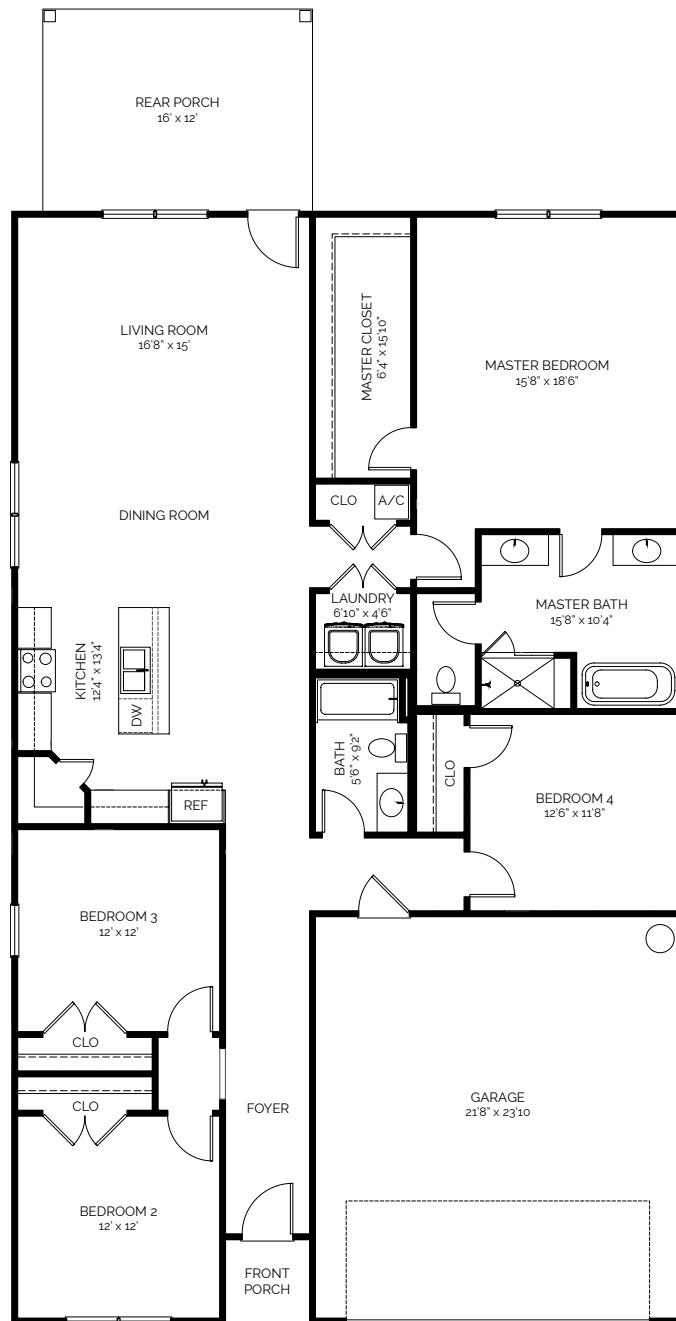 REAR PORCH
16' x 12'
LIVING ROOM
16'8" x 15'
MASTER CLOSET
6'4" x 15'10"
MASTER BEDROOM
15'8" x 18'6"
CLO
A/C
DINING ROOM
LAUNDRY
6'10" x 4'6"
MASTER BATH
15'8" x 10'4"
KITCHEN
12'4" x 13'4"
DW
BATH
5'6" x 9'2"
CLO
REF
BEDROOM 4
12'6" x 11'8"
BEDROOM 3
12' x 12'
CLO
CLO
FOYER
GARAGE
21'8" x 23'10
BEDROOM 2
12' x 12'
FRONT
PORCH